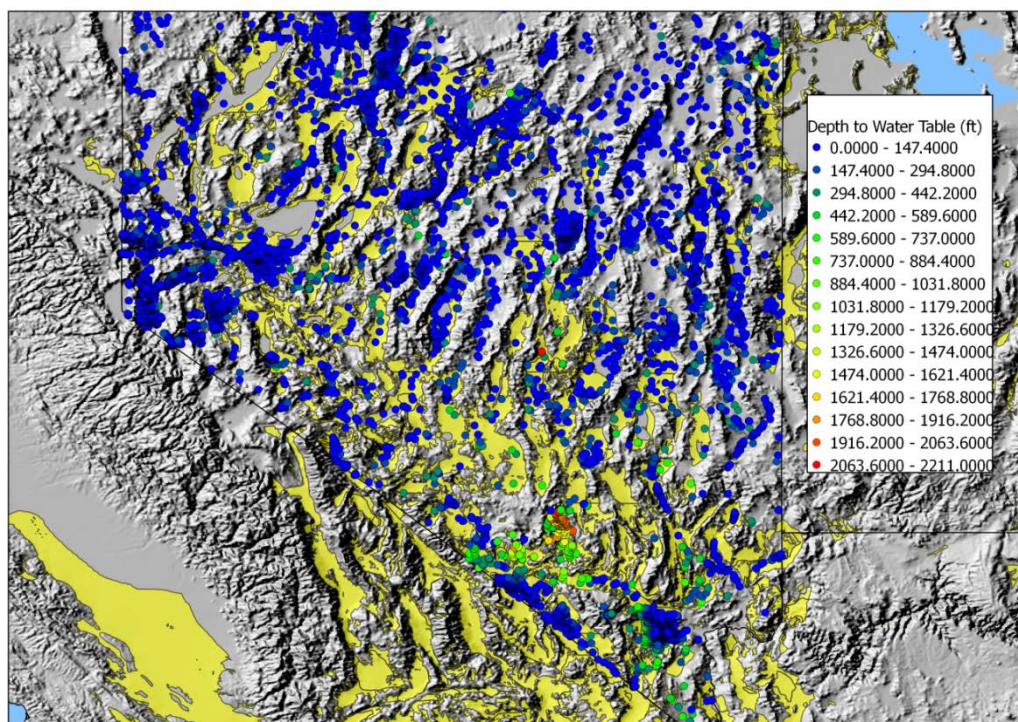 Depth to Water Table (ft)
0.0000 - 147.4000
147.4000 - 294.8000
294.8000 - 442.2000
442.2000 - 589.6000
589.6000 - 737.0000
737.0000 - 884.4000
884.4000 - 1031.8000
1031.8000 - 1179.2000
1179.2000 - 1326.6000
1326.6000 - 1474.0000
1474.0000 - 1621.4000
1621.4000 - 1768.8000
1768.8000 - 1916.2000
1916.2000 - 2063.6000
2063.6000 - 2211.0000